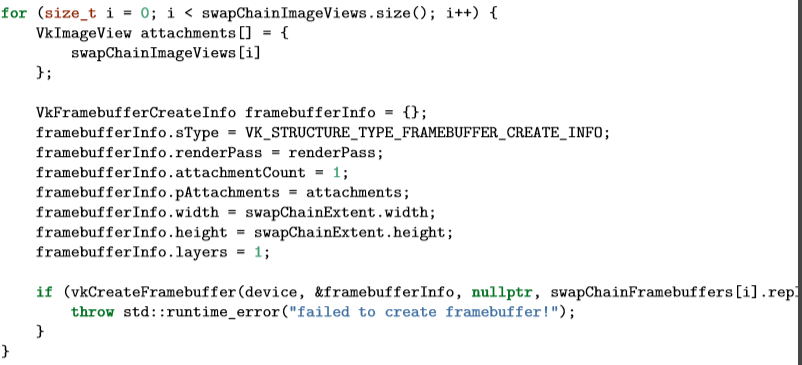 for (size_t i = 0; i < swapChainImageViews.size(); i++) {
    VkImageView attachments[] = {
        swapChainImageViews[i]
    };

    VkFramebufferCreateInfo framebufferInfo = {};
    framebufferInfo.sType = VK_STRUCTURE_TYPE_FRAMEBUFFER_CREATE_INFO;
    framebufferInfo.renderPass = renderPass;
    framebufferInfo.attachmentCount = 1;
    framebufferInfo.pAttachments = attachments;
    framebufferInfo.width = swapChainExtent.width;
    framebufferInfo.height = swapChainExtent.height;
    framebufferInfo.layers = 1;

    if (vkCreateFramebuffer(device, &framebufferInfo, nullptr, swapChainFramebuffers[i].repl
        throw std::runtime_error("failed to create framebuffer!");
    }
}